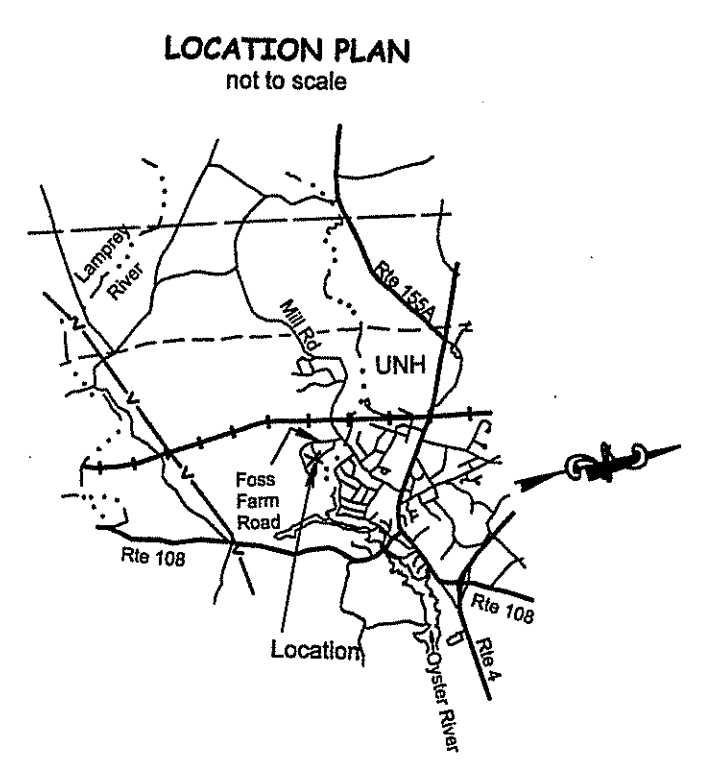 LOCATION PLAN
not to scale
Lamprey
River
Rte 155A
Mill Rd
UNH
Foss
Farm
Road
Rte 108
Rte 108
Location
Rte 4
Oyster River